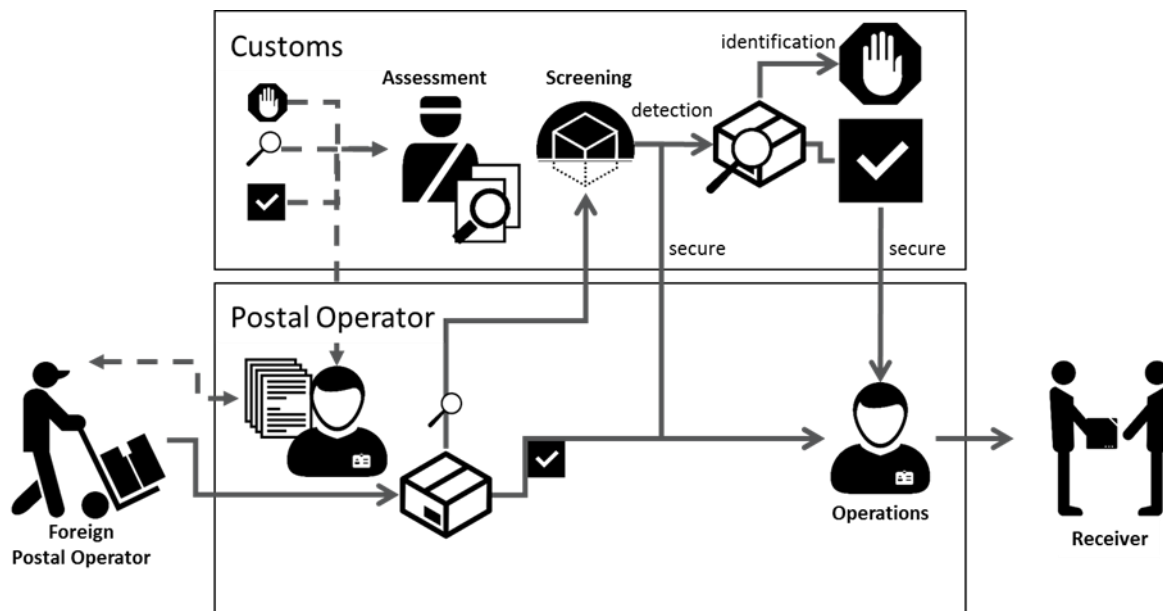 Customs
identification
Assessment
Screening
detection
secure
secure
Postal Operator
Operations
Foreign
Postal Operator
Receiver